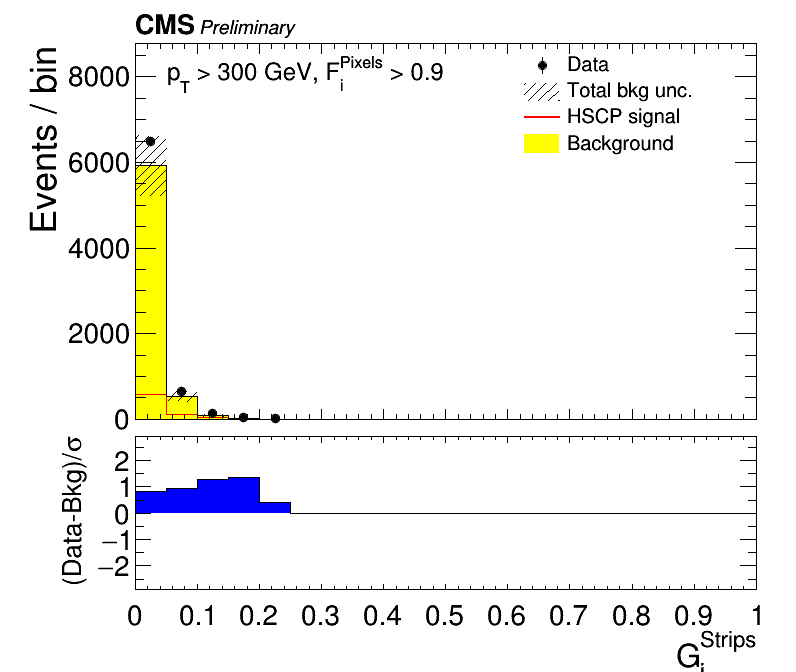 CMS Preliminary
Events / bin
8000
6000
4000
2000
0
p_T > 300 GeV, F_i^Pixels > 0.9
Data
Total bkg unc.
HSCP signal
Background
(Data-Bkg)/σ
2
1
0
−1
−2
0 0.1 0.2 0.3 0.4 0.5 0.6 0.7 0.8 0.9 1
G_i^Strips